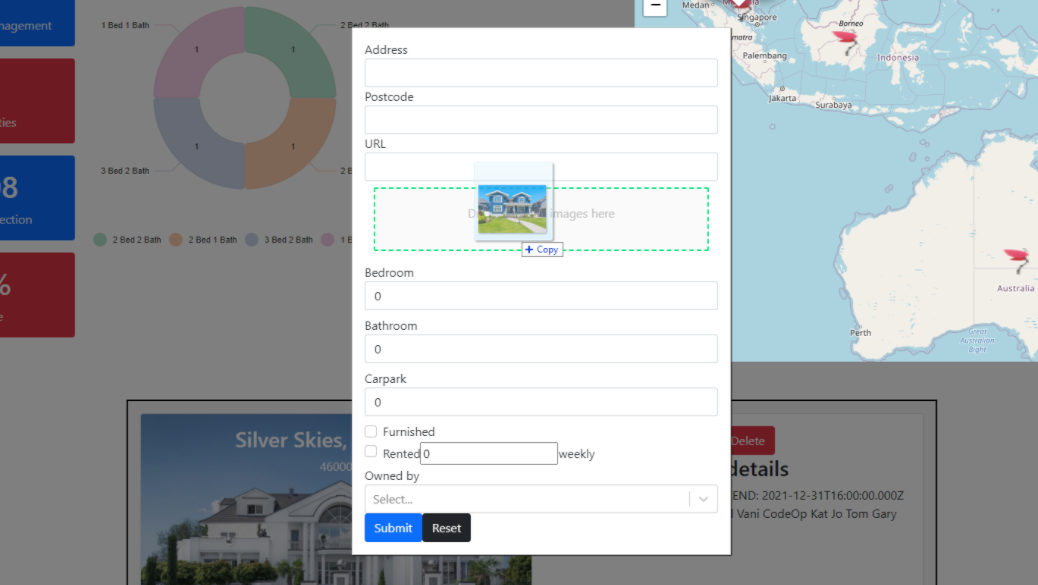 nagement
ties
08
ection
%
e
1 Bed 1 Bath
2 Bed 2 Bath
1
1
1
1
3 Bed 2 Bath
2 B
2 Bed 2 Bath
2 Bed 1 Bath
3 Bed 2 Bath
1 B
−
Medan
Singapore
Borneo
matra
Palembang
Indonesia
Jakarta
Surabaya
Australia
Perth
Great
Australian
Bight
Address
Postcode
URL
D images here
+ Copy
Bedroom
0
Bathroom
0
Carpark
0
Furnished
Rented 0 weekly
Owned by
Select...
Submit
Reset
Silver Skies,
46000
Delete
details
END: 2021-12-31T16:00:00.000Z
l Vani CodeOp Kat Jo Tom Gary